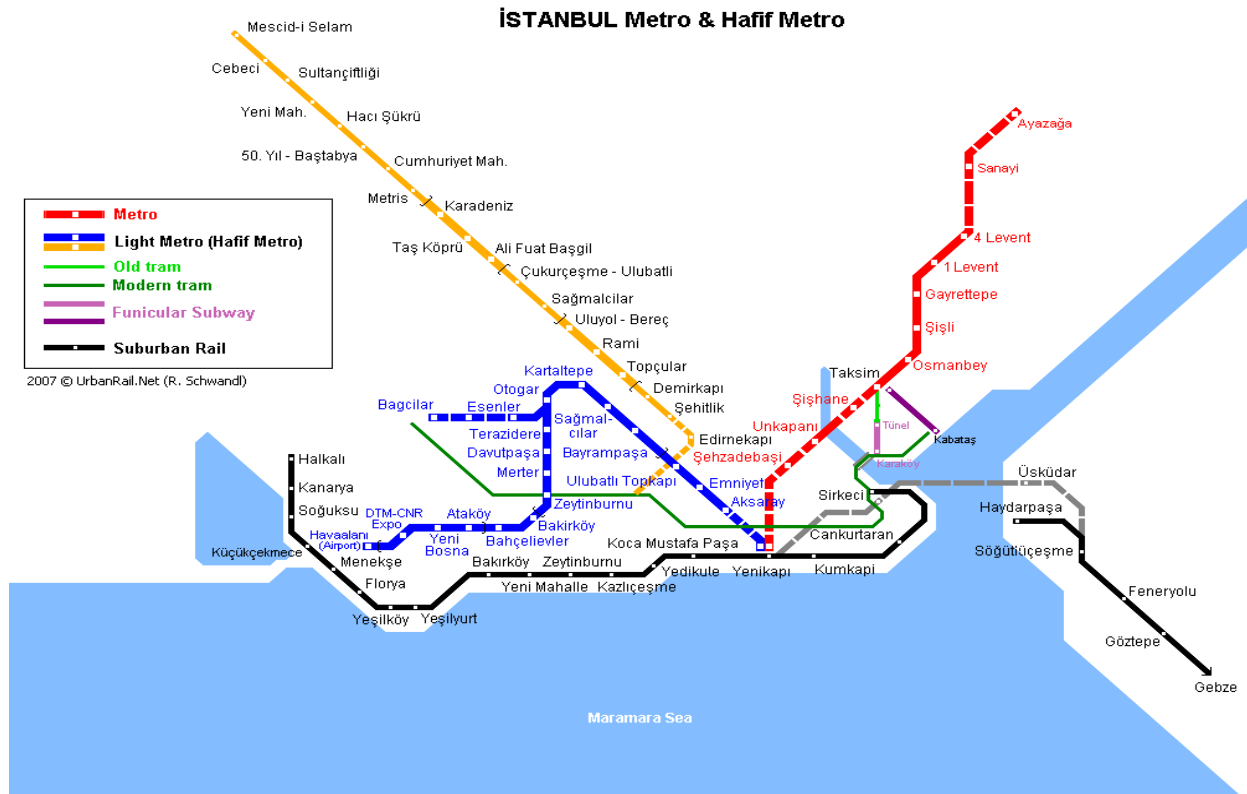 İSTANBUL Metro & Hafif Metro
Mescid-i Selam
Cebeci
Sultançiftliği
Yeni Mah.
Hacı Şükrü
50. Yıl - Baştabya
Cumhuriyet Mah.
Metris
Karadeniz
Taş Köprü
Ali Fuat Başgil
Çukurçeşme - Ulubatli
Sağmalcilar
Uluyol - Bereç
Rami
Topçular
Demirkapı
Şehitlik
Edirnekapı
Ayazağa
Sanayi
4 Levent
1 Levent
Gayrettepe
Şişli
Osmanbey
Taksim
Şişhane
Unkapanı
Şehzadebaşi
Metro
Light Metro (Hafif Metro)
Old tram
Modern tram
Funicular Subway
Suburban Rail
2007 © UrbanRail.Net (R. Schwandl)
Kartaltepe
Otogar
Bagcilar
Esenler
Sağmal-
cılar
Terazidere
Davutpaşa
Bayrampaşa
Merter
Ulubatlı Topkapı
Emniyet
Aksaray
Zeytinburnu
Bakirköy
Bahçelievler
Ataköy
Yeni
Bosna
DTM-CNR
Expo
Havaalanı
(Airport)
Tünel
Karaköy
Kabataş
Sirkeci
Cankurtaran
Üsküdar
Haydarpaşa
Söğütlüçeşme
Feneryolu
Göztepe
Gebze
Halkalı
Kanarya
Soğuksu
Küçükçekmece
Menekşe
Florya
Yeşilköy
Yeşilyurt
Bakırköy
Yeni Mahalle
Zeytinburnu
Kazlıçeşme
Koca Mustafa Paşa
Yedikule
Yenikapı
Kumkapi
Maramara Sea